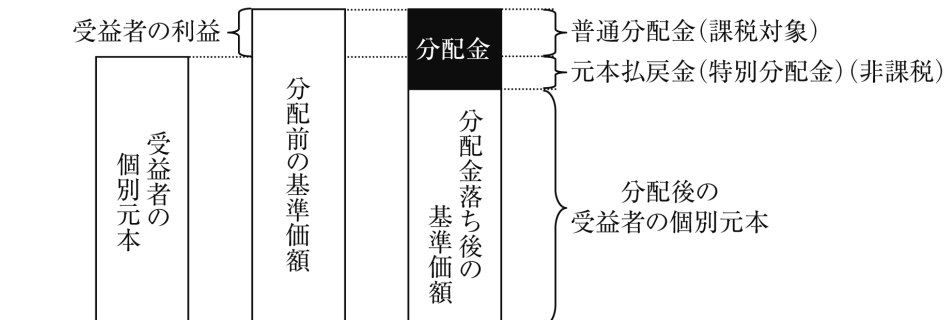 受益者の利益
受益者の
個別元本
分配前の基準価額
分配金
分配金落ち後の
基準価額
普通分配金(課税対象)
元本払戻金(特別分配金)(非課税)
分配後の
受益者の個別元本